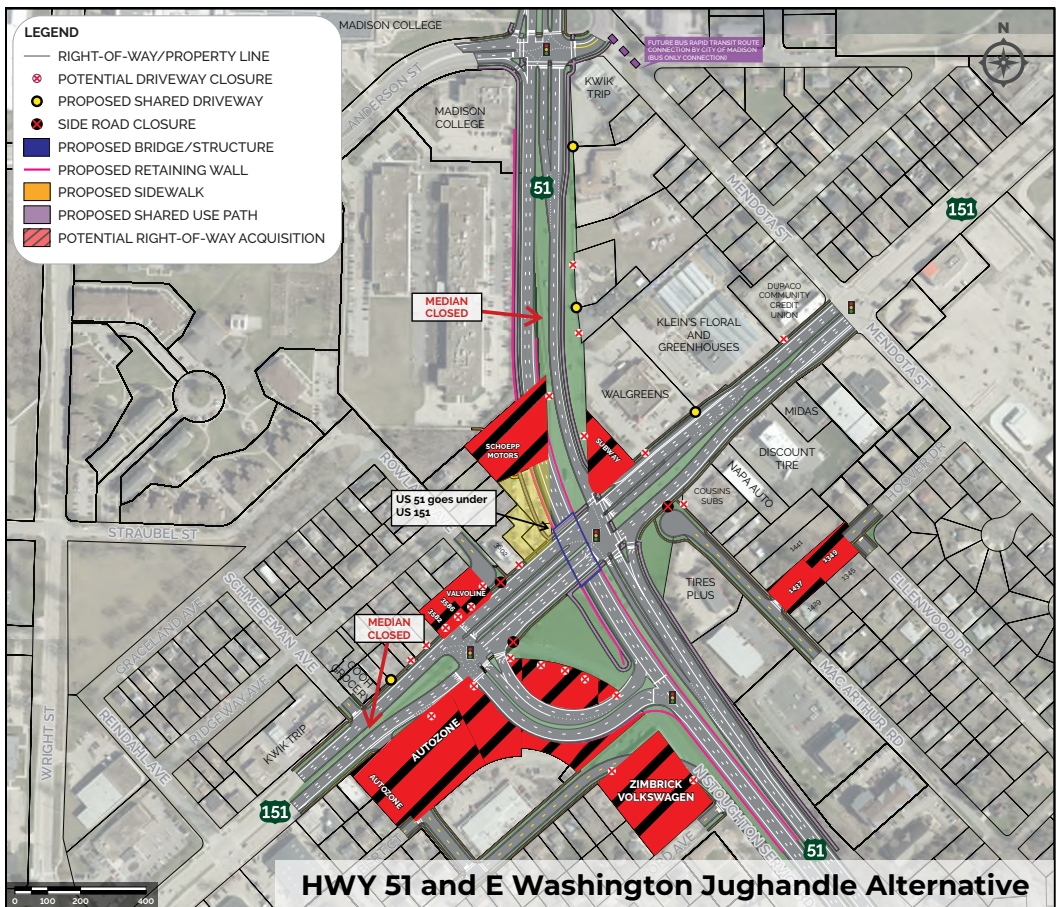 LEGEND
RIGHT-OF-WAY/PROPERTY LINE
POTENTIAL DRIVEWAY CLOSURE
PROPOSED SHARED DRIVEWAY
SIDE ROAD CLOSURE
PROPOSED BRIDGE/STRUCTURE
PROPOSED RETAINING WALL
PROPOSED SIDEWALK
PROPOSED SHARED USE PATH
POTENTIAL RIGHT-OF-WAY ACQUISITION
MADISON COLLEGE
FUTURE BUS RAPID TRANSIT ROUTE
CONNECTION BY CITY OF MADISON
(BUS ONLY CONNECTION)
N
ANDERSON ST
KWIK
TRIP
MADISON
COLLEGE
51
MENDOTA ST
151
MEDIAN
CLOSED
DUPACO
COMMUNITY
CREDIT
UNION
KLEIN'S FLORAL
AND
GREENHOUSES
MENDOTA ST
WALGREENS
MIDAS
SCHOEPP
MOTORS
SUBWAY
DISCOUNT
TIRE
NAPA AUTO
COUSINS
SUBS
US 51 goes under
US 151
STRAUBEL ST
1441
1349
1437
1345
1429
VALVOLINE
3566
TIRES
PLUS
SCHMEDEMAN AVE
MEDIAN
CLOSED
GRACELAND AVE
RIDGEWAY AVE
REINDAHL AVE
WRIGHT ST
KWIK TRIP
MACARTHUR RD
AUTOZONE
AUTOZONE
ZIMBRICK
VOLKSWAGEN
151
51
0 100 200 400
HWY 51 and E Washington Jughandle Alternative